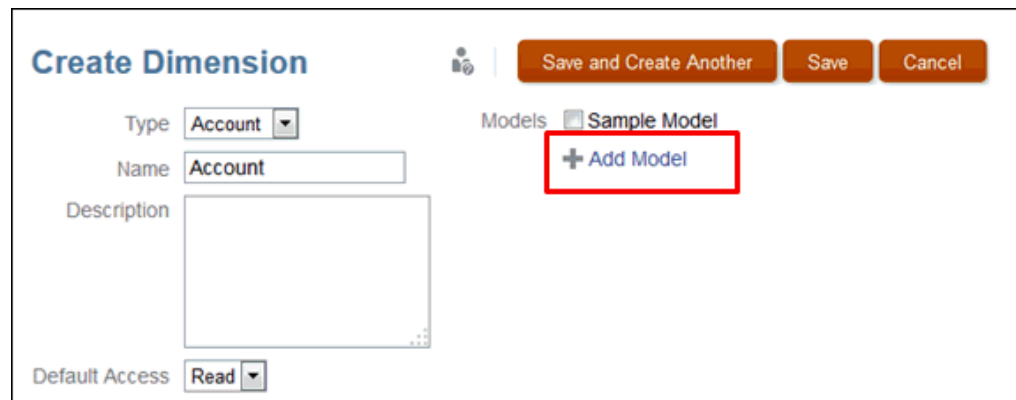 Create Dimension
Save and Create Another
Save
Cancel
Type Account
Models Sample Model
Add Model
Name Account
Description
Default Access Read